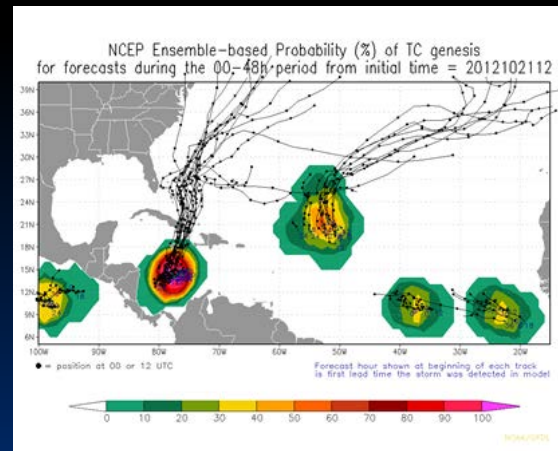 NCEP Ensemble-based Probability (%) of TC genesis
for forecasts during the 00-48h period from initial time = 2012102112
39N
36N
33N
30N
27N
24N
21N
18N
15N
12N
9N
6N
100W 90W 80W 70W 60W 50W 40W 30W 20W
● = position at 00 or 12 UTC
Forecast hour shown at beginning of each track
is first lead time the storm was detected in model
0 10 20 30 40 50 60 70 80 90 100
NOAA/GFDL